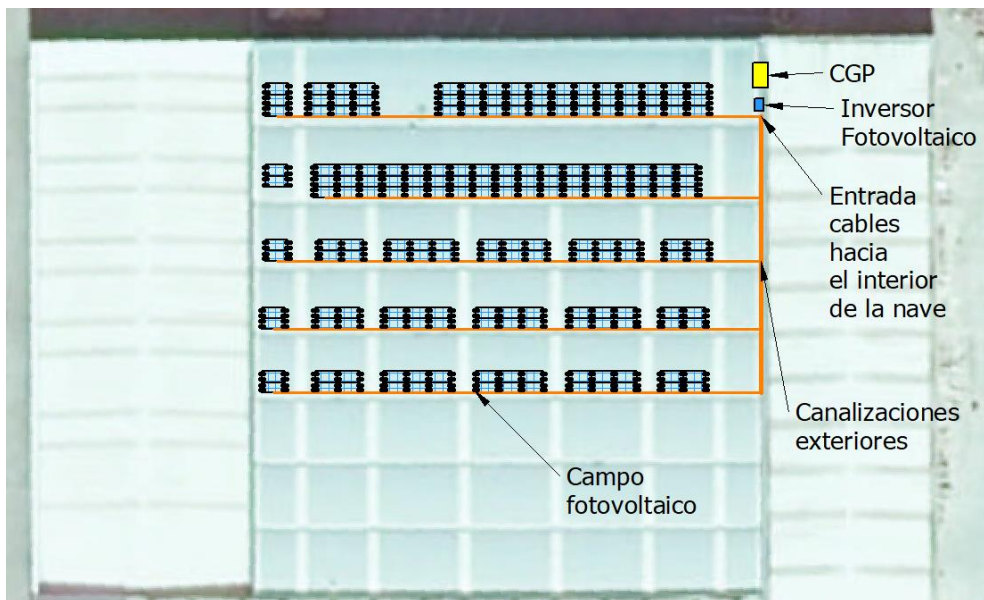 CGP
Inversor
Fotovoltaico
Entrada
cables
hacia
el interior
de la nave
Canalizaciones
exteriores
Campo
fotovoltaico